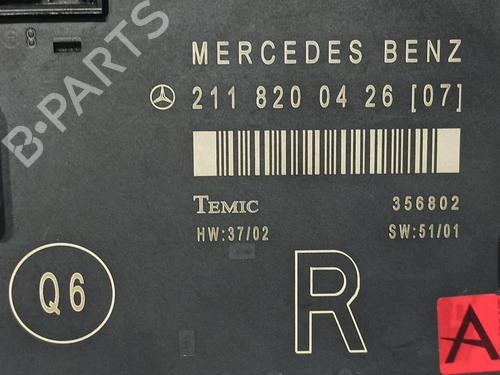 B-PARTS
MERCEDES BENZ
211 820 04 26 [07]
TEMIC 356802
HW:37/02 SW:51/01
Q6
R
A